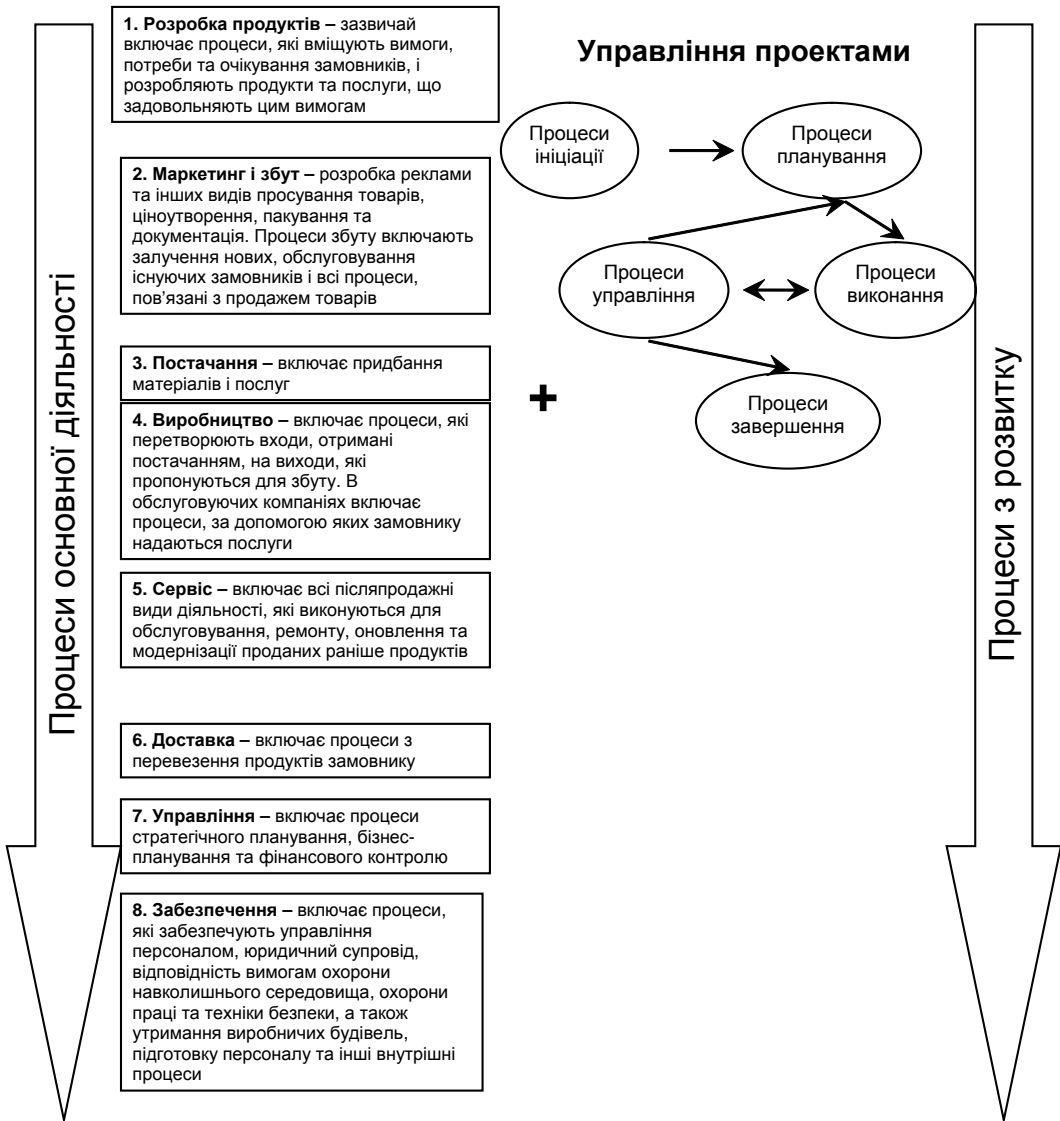 Процеси основної діяльності
1. Розробка продуктів – зазвичай
включає процеси, які вміщують вимоги,
потреби та очікування замовників, і
розробляють продукти та послуги, що
задовольняють цим вимогам
2. Маркетинг і збут – розробка реклами
та інших видів просування товарів,
ціноутворення, пакування та
документація. Процеси збуту включають
залучення нових, обслуговування
існуючих замовників і всі процеси,
пов’язані з продажем товарів
3. Постачання – включає придбання
матеріалів і послуг
4. Виробництво – включає процеси, які
перетворюють входи, отримані
постачанням, на виходи, які
пропонуються для збуту. В
обслуговуючих компаніях включає
процеси, за допомогою яких замовнику
надаються послуги
5. Сервіс – включає всі післяпродажні
види діяльності, які виконуються для
обслуговування, ремонту, оновлення та
модернізації проданих раніше продуктів
6. Доставка – включає процеси з
перевезення продуктів замовнику
7. Управління – включає процеси
стратегічного планування, бізнес-
планування та фінансового контролю
8. Забезпечення – включає процеси,
які забезпечують управління
персоналом, юридичний супровід,
відповідність вимогам охорони
навколишнього середовища, охорони
праці та техніки безпеки, а також
утримання виробничих будівель,
підготовку персоналу та інші внутрішні
процеси
+
Управління проектами
Процеси
ініціації
Процеси
планування
Процеси
управління
Процеси
виконання
Процеси
завершення
Процеси з розвитку